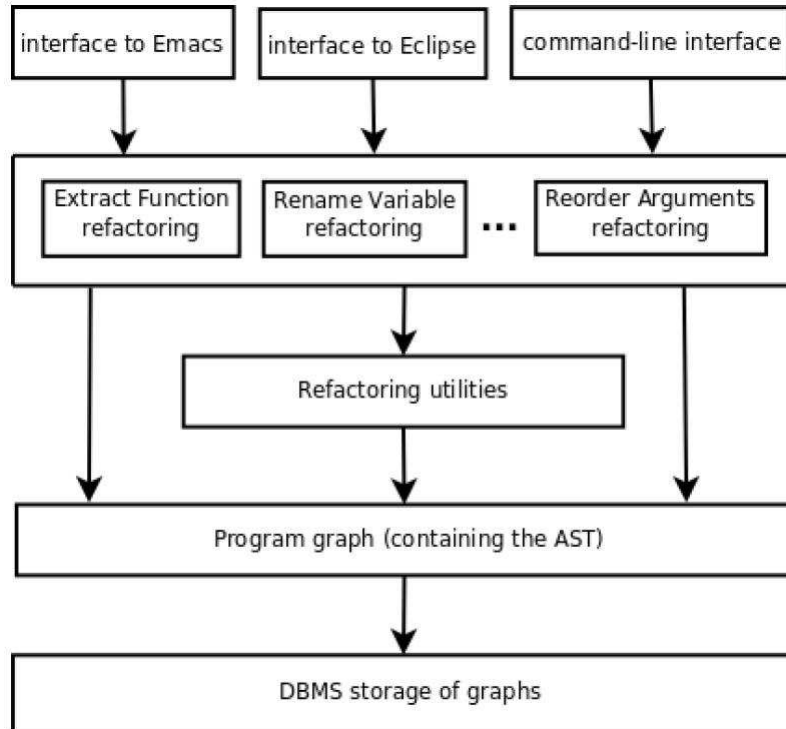 interface to Emacs
interface to Eclipse
command-line interface
Extract Function
refactoring
Rename Variable
refactoring
...
Reorder Arguments
refactoring
Refactoring utilities
Program graph (containing the AST)
DBMS storage of graphs